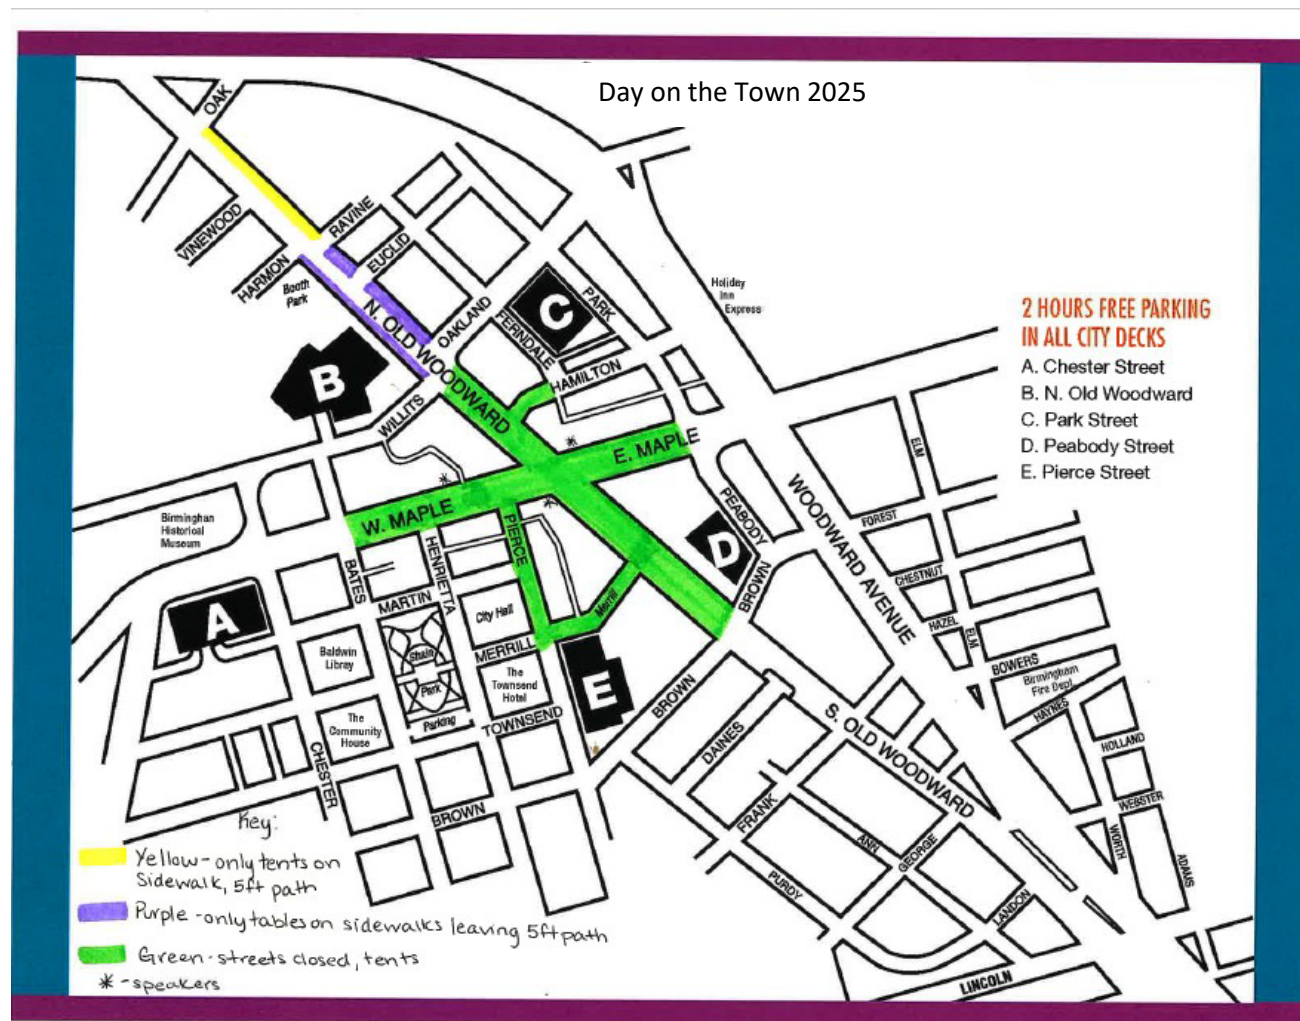 Day on the Town 2025
OAK
RAVINE
VINEWOOD
EUCLID
HARMON
Booth
Park
N. OLD WOODWARD
OAKLAND
FERNDALE
PARK
C
HAMILTON
Holiday
Inn
Express
2 HOURS FREE PARKING
IN ALL CITY DECKS
A. Chester Street
B. N. Old Woodward
C. Park Street
D. Peabody Street
E. Pierce Street
B
WILLITS
E. MAPLE
ELM
W. MAPLE
PIERCE
PEABODY
WOODWARD AVENUE
FOREST
Birminghan
Historical
Museum
HENRIETTA
BATES
D
BROWN
CHESTNUT
A
MARTIN
City Hall
Merrill
HAZEL
ELM
Baldwin
Libray
Shain
Park
Parking
MERRILL
The
Townsend
Hotel
E
BOWERS
Birmingham
Fire Dept
HAYNES
The
Community
House
TOWNSEND
BROWN
DAINES
S. OLD WOODWARD
HOLLAND
CHESTER
BROWN
FRANK
ANN
GEORGE
WEBSTER
WORTH
ADAMS
PURDY
LANDON
LINCOLN
Key:
Yellow - only tents on
Sidewalk, 5ft path
Purple - only tables on sidewalks leaving 5ft path
Green - streets closed, tents
* - speakers